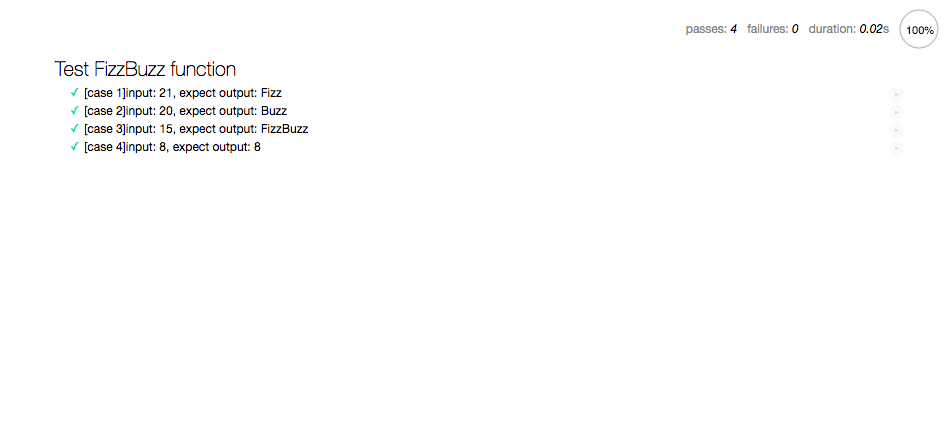 passes: 4 failures: 0 duration: 0.02s 100%
Test FizzBuzz function
✓ [case 1]input: 21, expect output: Fizz
✓ [case 2]input: 20, expect output: Buzz
✓ [case 3]input: 15, expect output: FizzBuzz
✓ [case 4]input: 8, expect output: 8